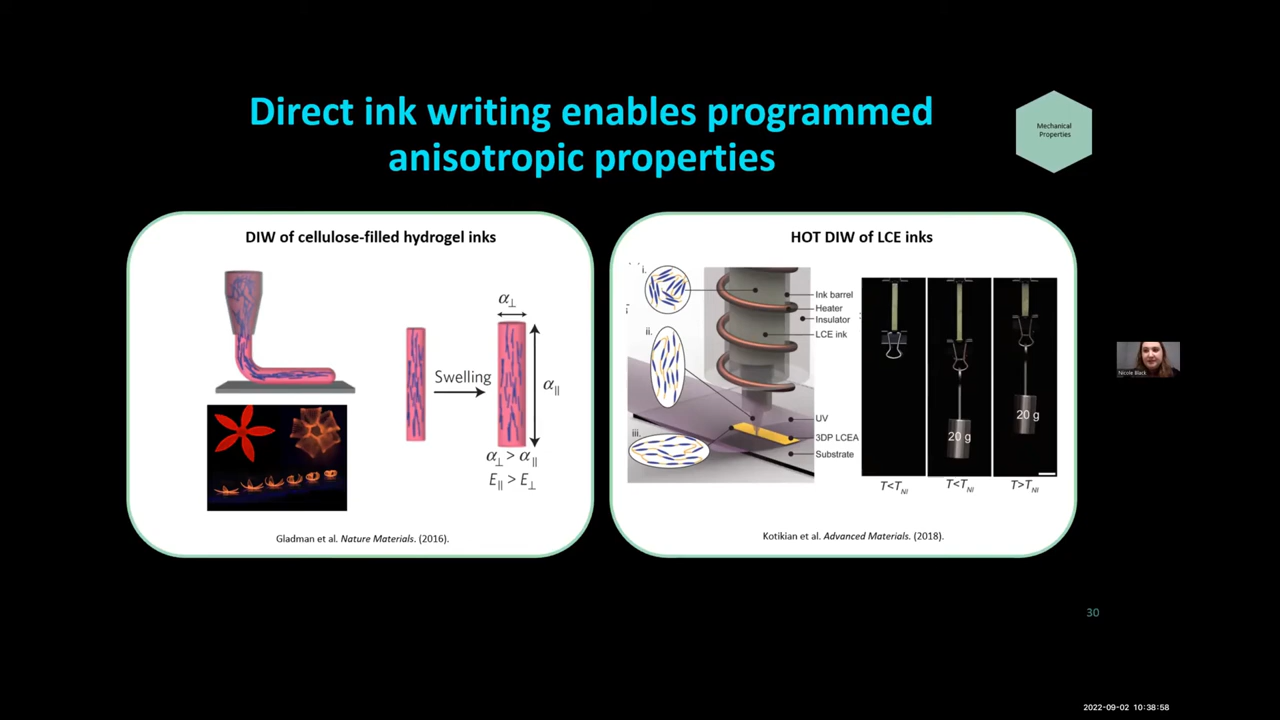 Direct ink writing enables programmed
anisotropic properties
Mechanical
Properties
DIW of cellulose-filled hydrogel inks
α⊥
Swelling
α||
α⊥ > α||
E|| > E⊥
Gladman et al. Nature Materials. (2016).
HOT DIW of LCE inks
i.
ii.
iii.
Ink barrel
Heater
Insulator
LCE ink
UV
3DP LCEA
Substrate
20 g
20 g
T<TNI
T<TNI
T>TNI
Kotikian et al. Advanced Materials. (2018).
Nicole Black
30
2022-09-02 10:38:58